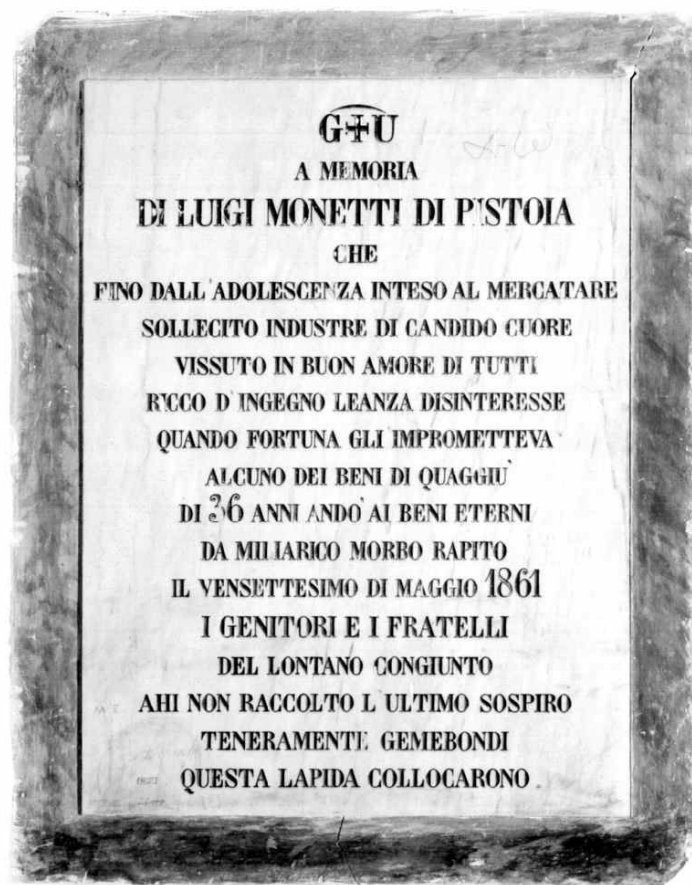 G✠U
A MEMORIA
DI LUIGI MONETTI DI PISTOIA
CHE
FINO DALL'ADOLESCENZA INTESO AL MERCATARE
SOLLECITO INDUSTRE DI CANDIDO CUORE
VISSUTO IN BUON AMORE DI TUTTI
RICCO D'INGEGNO LEANZA DISINTERESSE
QUANDO FORTUNA GLI IMPROMETTEVA
ALCUNO DEI BENI DI QUAGGIU'
DI 36 ANNI ANDO' AI BENI ETERNI
DA MILIARICO MORBO RAPITO
IL VENSETTESIMO DI MAGGIO 1861
I GENITORI E I FRATELLI
DEL LONTANO CONGIUNTO
AHI NON RACCOLTO L'ULTIMO SOSPIRO
TENERAMENTE GEMEBONDI
QUESTA LAPIDA COLLOCARONO